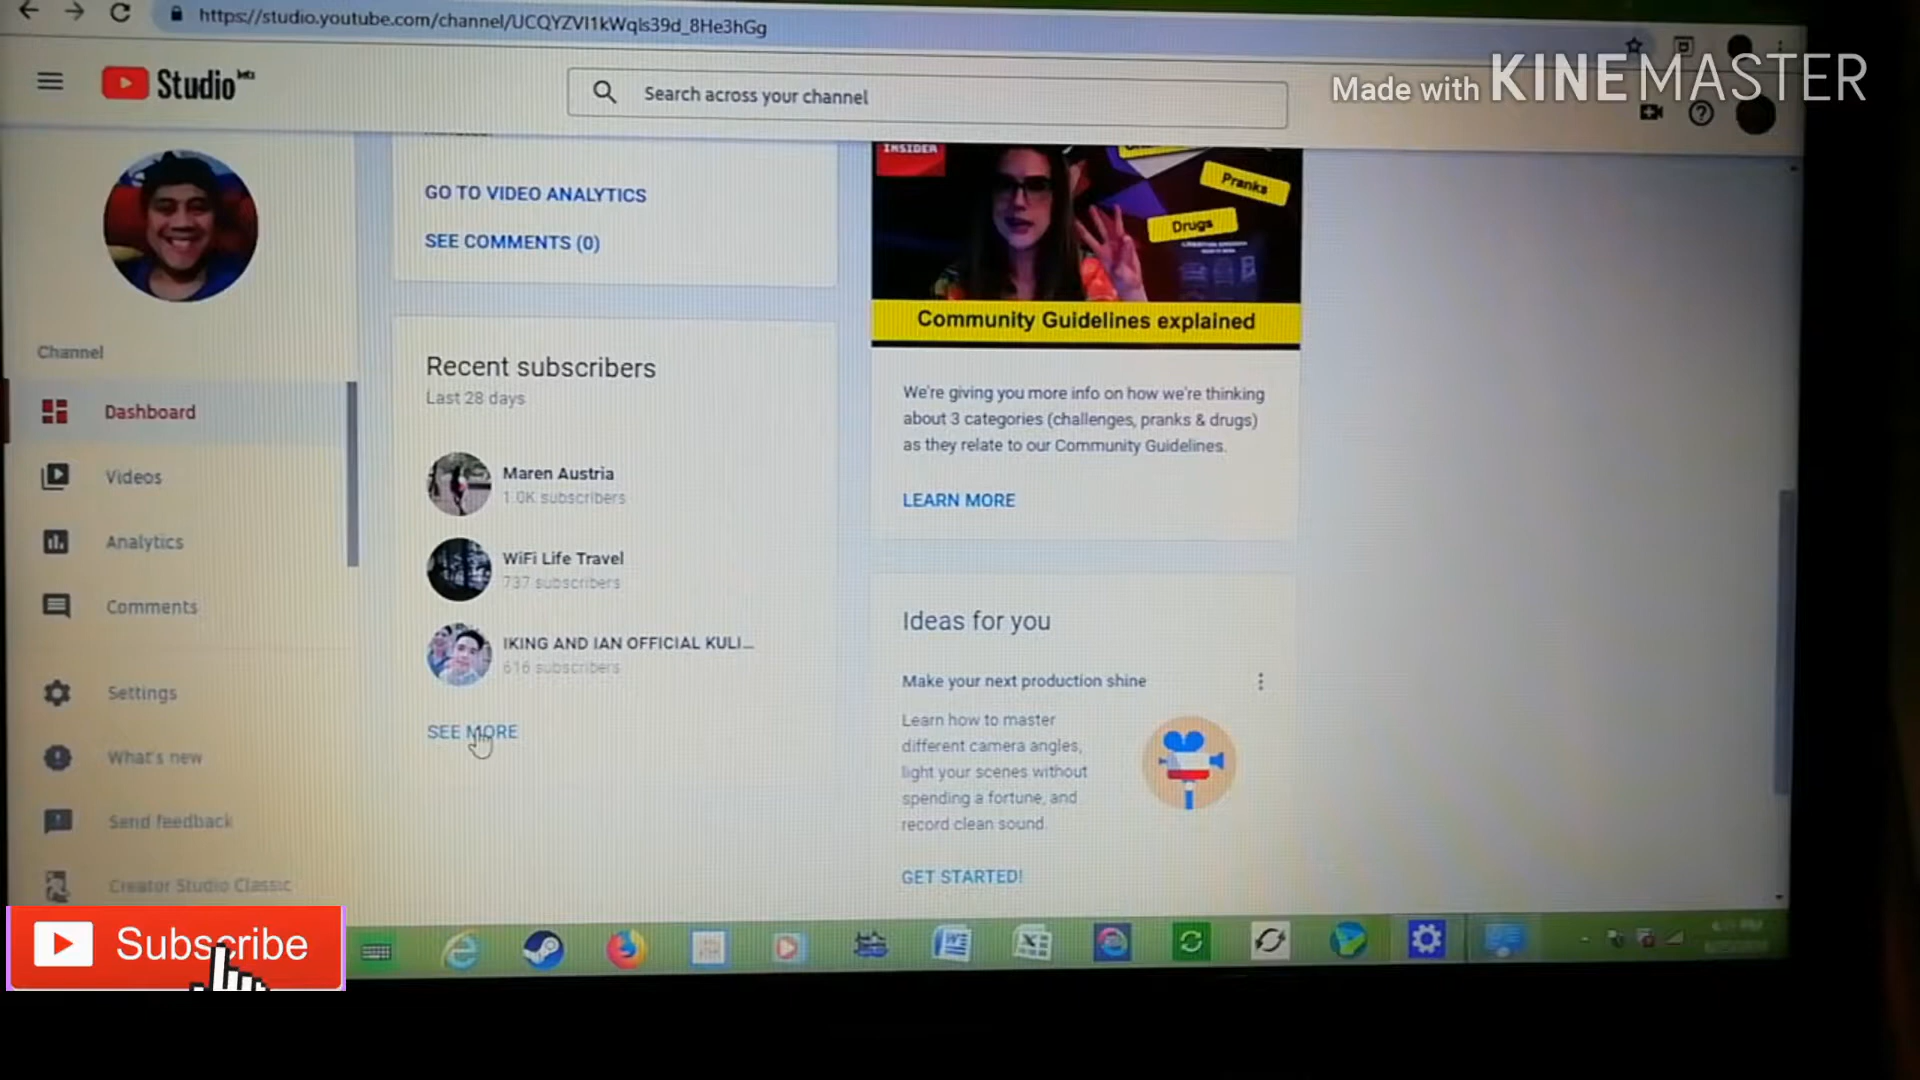 https://studio.youtube.com/channel/UCQYZVI1kWqls39d_8He3hGg
Made with KINEMASTER
Studio beta
Search across your channel
GO TO VIDEO ANALYTICS
SEE COMMENTS (0)
INSIDER
Pranks
Drugs
Community Guidelines explained
Channel
Dashboard
Videos
Analytics
Comments
Settings
What's new
Send feedback
Creator Studio Classic
Recent subscribers
Last 28 days
Maren Austria
1.0K subscribers
WiFi Life Travel
737 subscribers
IKING AND IAN OFFICIAL KULI...
616 subscribers
SEE MORE
We're giving you more info on how we're thinking
about 3 categories (challenges, pranks & drugs)
as they relate to our Community Guidelines.
LEARN MORE
Ideas for you
Make your next production shine
Learn how to master
different camera angles,
light your scenes without
spending a fortune, and
record clean sound.
GET STARTED!
Subscribe